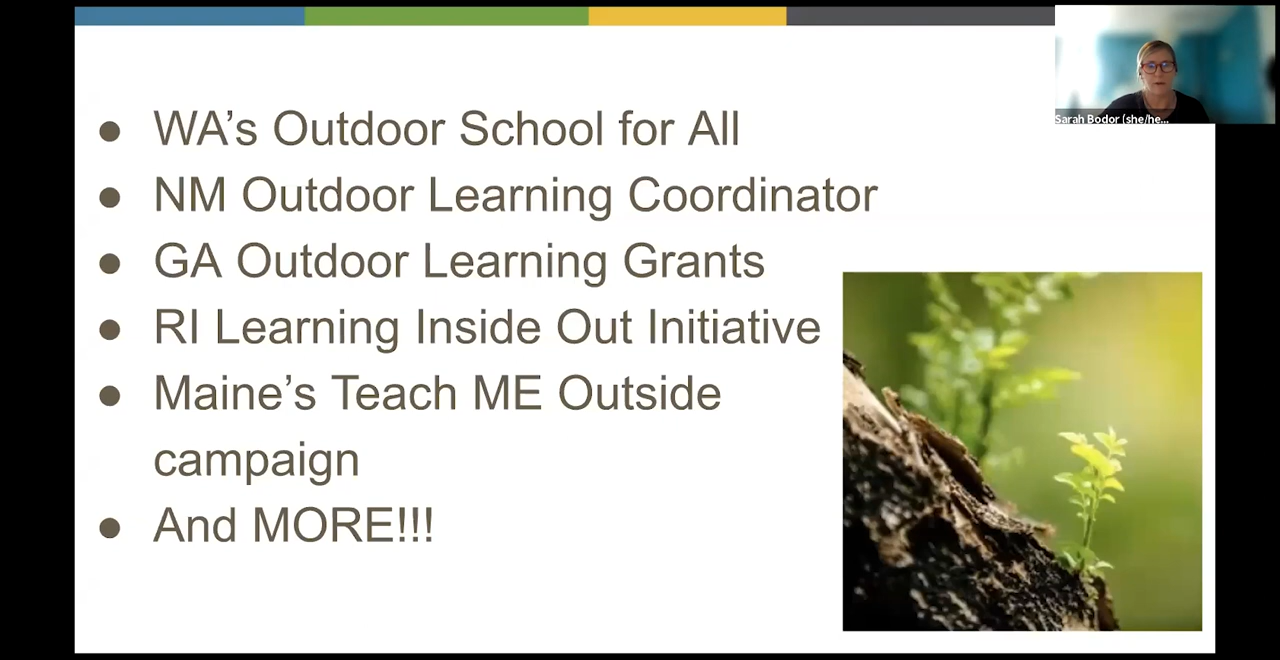 Sarah Bodor (she/he...
● WA’s Outdoor School for All
● NM Outdoor Learning Coordinator
● GA Outdoor Learning Grants
● RI Learning Inside Out Initiative
● Maine’s Teach ME Outside
campaign
● And MORE!!!